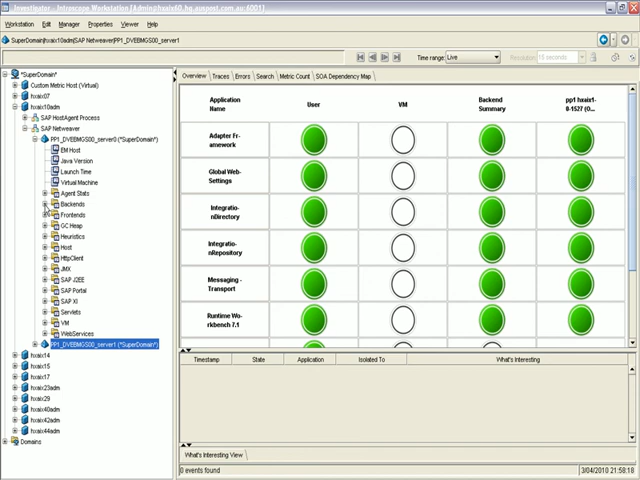 Investigator - Introscope Workstation [Admin@hxaix60.hq.auspost.com.au:6001]
Workstation Edit Manager Properties Viewer Help
SuperDomain|hxaix10adm|SAP Netweaver|PP1_DVEBMGS00_server1
Time range: Live Resolution: 15 seconds
*SuperDomain*
Custom Metric Host (Virtual)
hxaix07
hxaix10adm
SAP HostAgent Process
SAP Netweaver
PP1_DVEBMGS00_server0 (*SuperDomain*)
EM Host
Java Version
Launch Time
Virtual Machine
Agent Stats
Backends
Frontends
GC Heap
Heuristics
Host
HttpClient
JMX
SAP J2EE
SAP Portal
SAP XI
Servlets
VM
WebServices
PP1_DVEBMGS00_server1 (*SuperDomain*)
hxaix14
hxaix15
hxaix17
hxaix23adm
hxaix29
hxaix40adm
hxaix42adm
hxaix44adm
Domains
Overview Traces Errors Search Metric Count SOA Dependency Map
Application Name User VM Backend Summary pp1 hxaix1-0-1527 (O...
Adapter Fr-
amework
Global Web-
Settings
Integratio-
nDirectory
Integratio-
nRepository
Messaging -
Transport
Runtime Wo-
rkbench 7.1
Timestamp State Application Isolated To What's Interesting
What's Interesting View
0 events found 3/04/2010 21:58:18